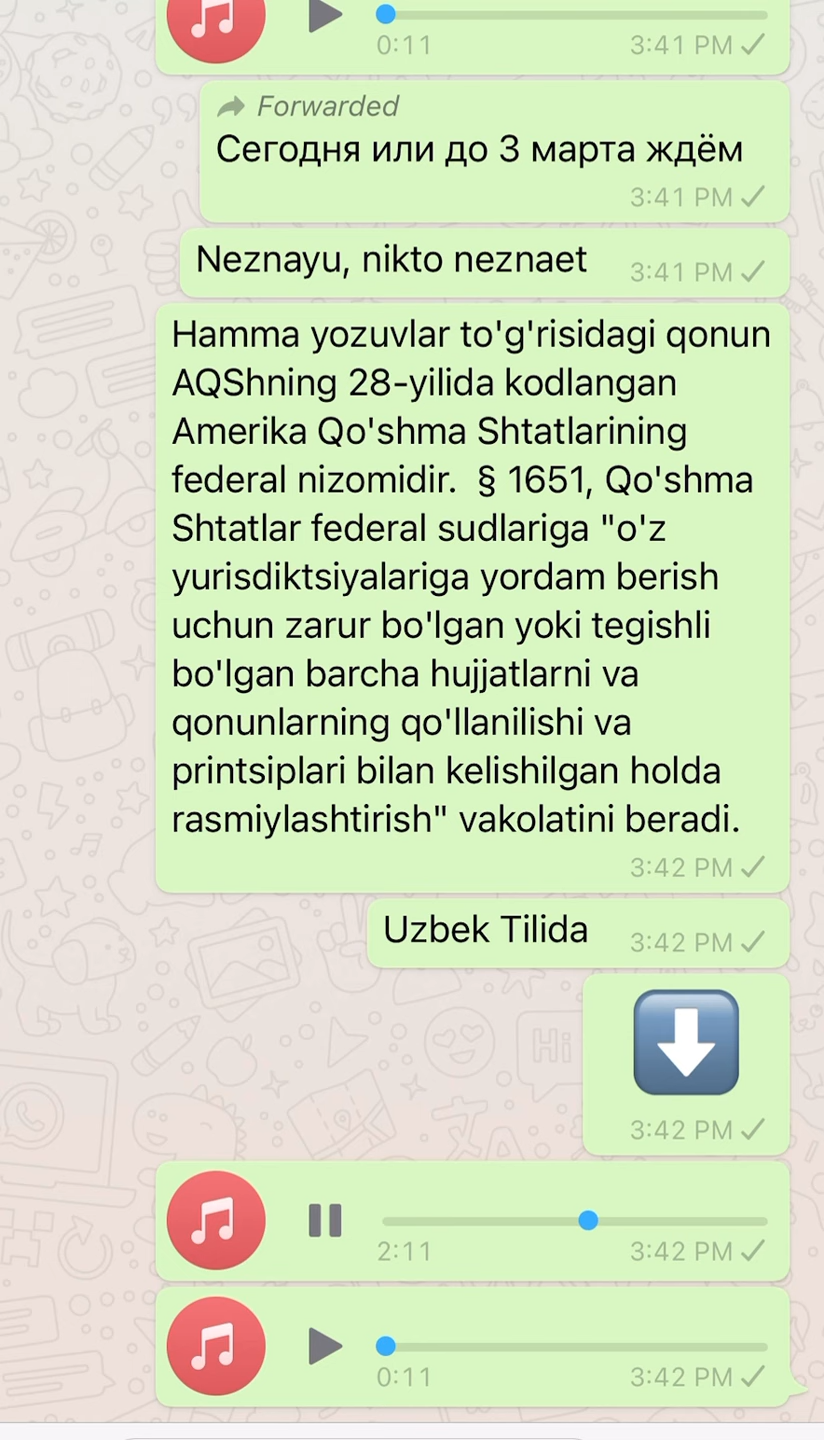 0:11 3:41 PM
Forwarded
Сегодня или до 3 марта ждём
3:41 PM
Neznayu, nikto neznaet 3:41 PM
Hamma yozuvlar to'g'risidagi qonun
AQShning 28-yilida kodlangan
Amerika Qo'shma Shtatlarining
federal nizomidir.  § 1651, Qo'shma
Shtatlar federal sudlariga "o'z
yurisdiktsiyalariga yordam berish
uchun zarur bo'lgan yoki tegishli
bo'lgan barcha hujjatlarni va
qonunlarning qo'llanilishi va
printsiplari bilan kelishilgan holda
rasmiylashtirish" vakolatini beradi.
3:42 PM
Uzbek Tilida 3:42 PM
3:42 PM
2:11 3:42 PM
0:11 3:42 PM
Hi